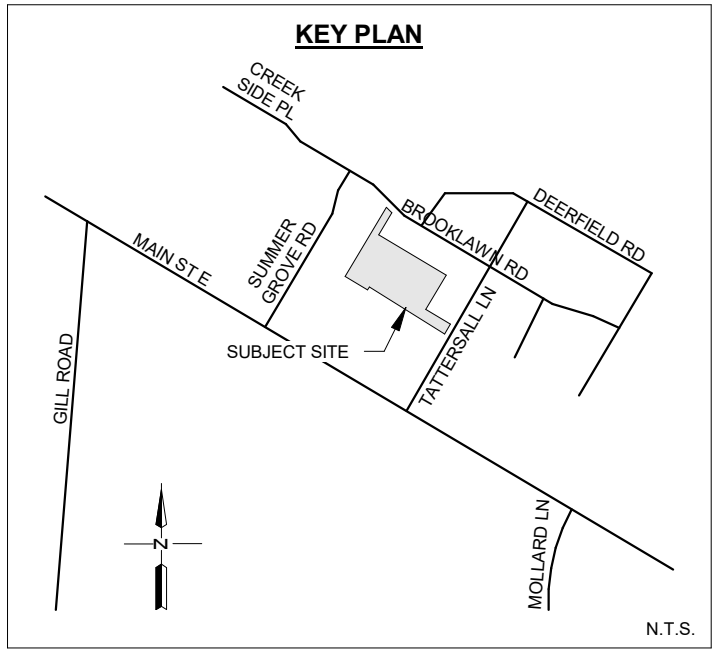 KEY PLAN
CREEK
SIDE PL
DEERFIELD RD
BROOKLAWN RD
SUMMER
GROVE RD
MAIN ST E
TATTERSALL LN
SUBJECT SITE
GILL ROAD
N
MOLLARD LN
N.T.S.